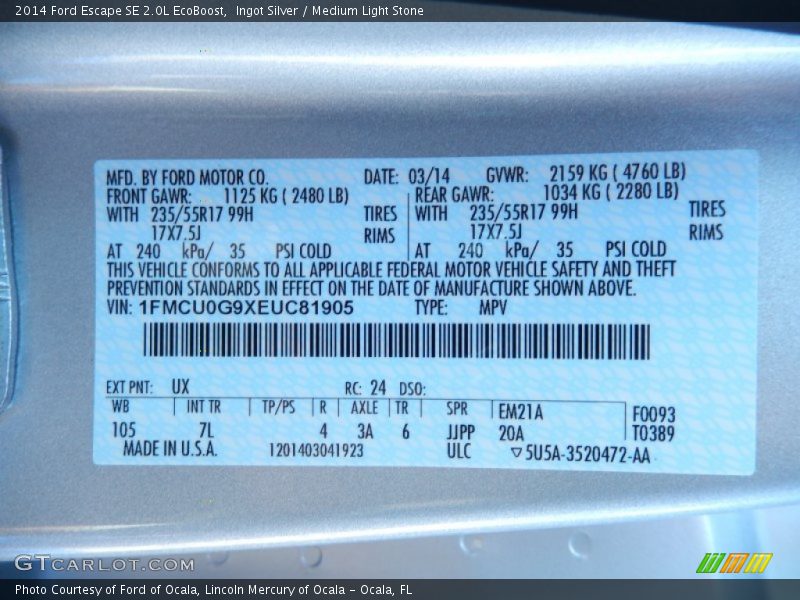 2014 Ford Escape SE 2.0L EcoBoost,  Ingot Silver / Medium Light Stone
MFD. BY FORD MOTOR CO. DATE: 03/14 GVWR: 2159 KG ( 4760 LB)
FRONT GAWR: 1125 KG ( 2480 LB) REAR GAWR: 1034 KG ( 2280 LB)
WITH 235/55R17 99H TIRES WITH 235/55R17 99H TIRES
17X7.5J RIMS 17X7.5J RIMS
AT 240 kPa/ 35 PSI COLD AT 240 kPa/ 35 PSI COLD
THIS VEHICLE CONFORMS TO ALL APPLICABLE FEDERAL MOTOR VEHICLE SAFETY AND THEFT
PREVENTION STANDARDS IN EFFECT ON THE DATE OF MANUFACTURE SHOWN ABOVE.
VIN: 1FMCU0G9XEUC81905 TYPE: MPV
EXT PNT: UX RC: 24 DSO:
WB INT TR TP/PS R AXLE TR SPR EM21A F0093
105 7L 4 3A 6 JJPP 20A T0389
MADE IN U.S.A. 1201403041923 ULC ▽5U5A-3520472-AA
GTCARLOT.COM
Photo Courtesy of Ford of Ocala, Lincoln Mercury of Ocala - Ocala, FL